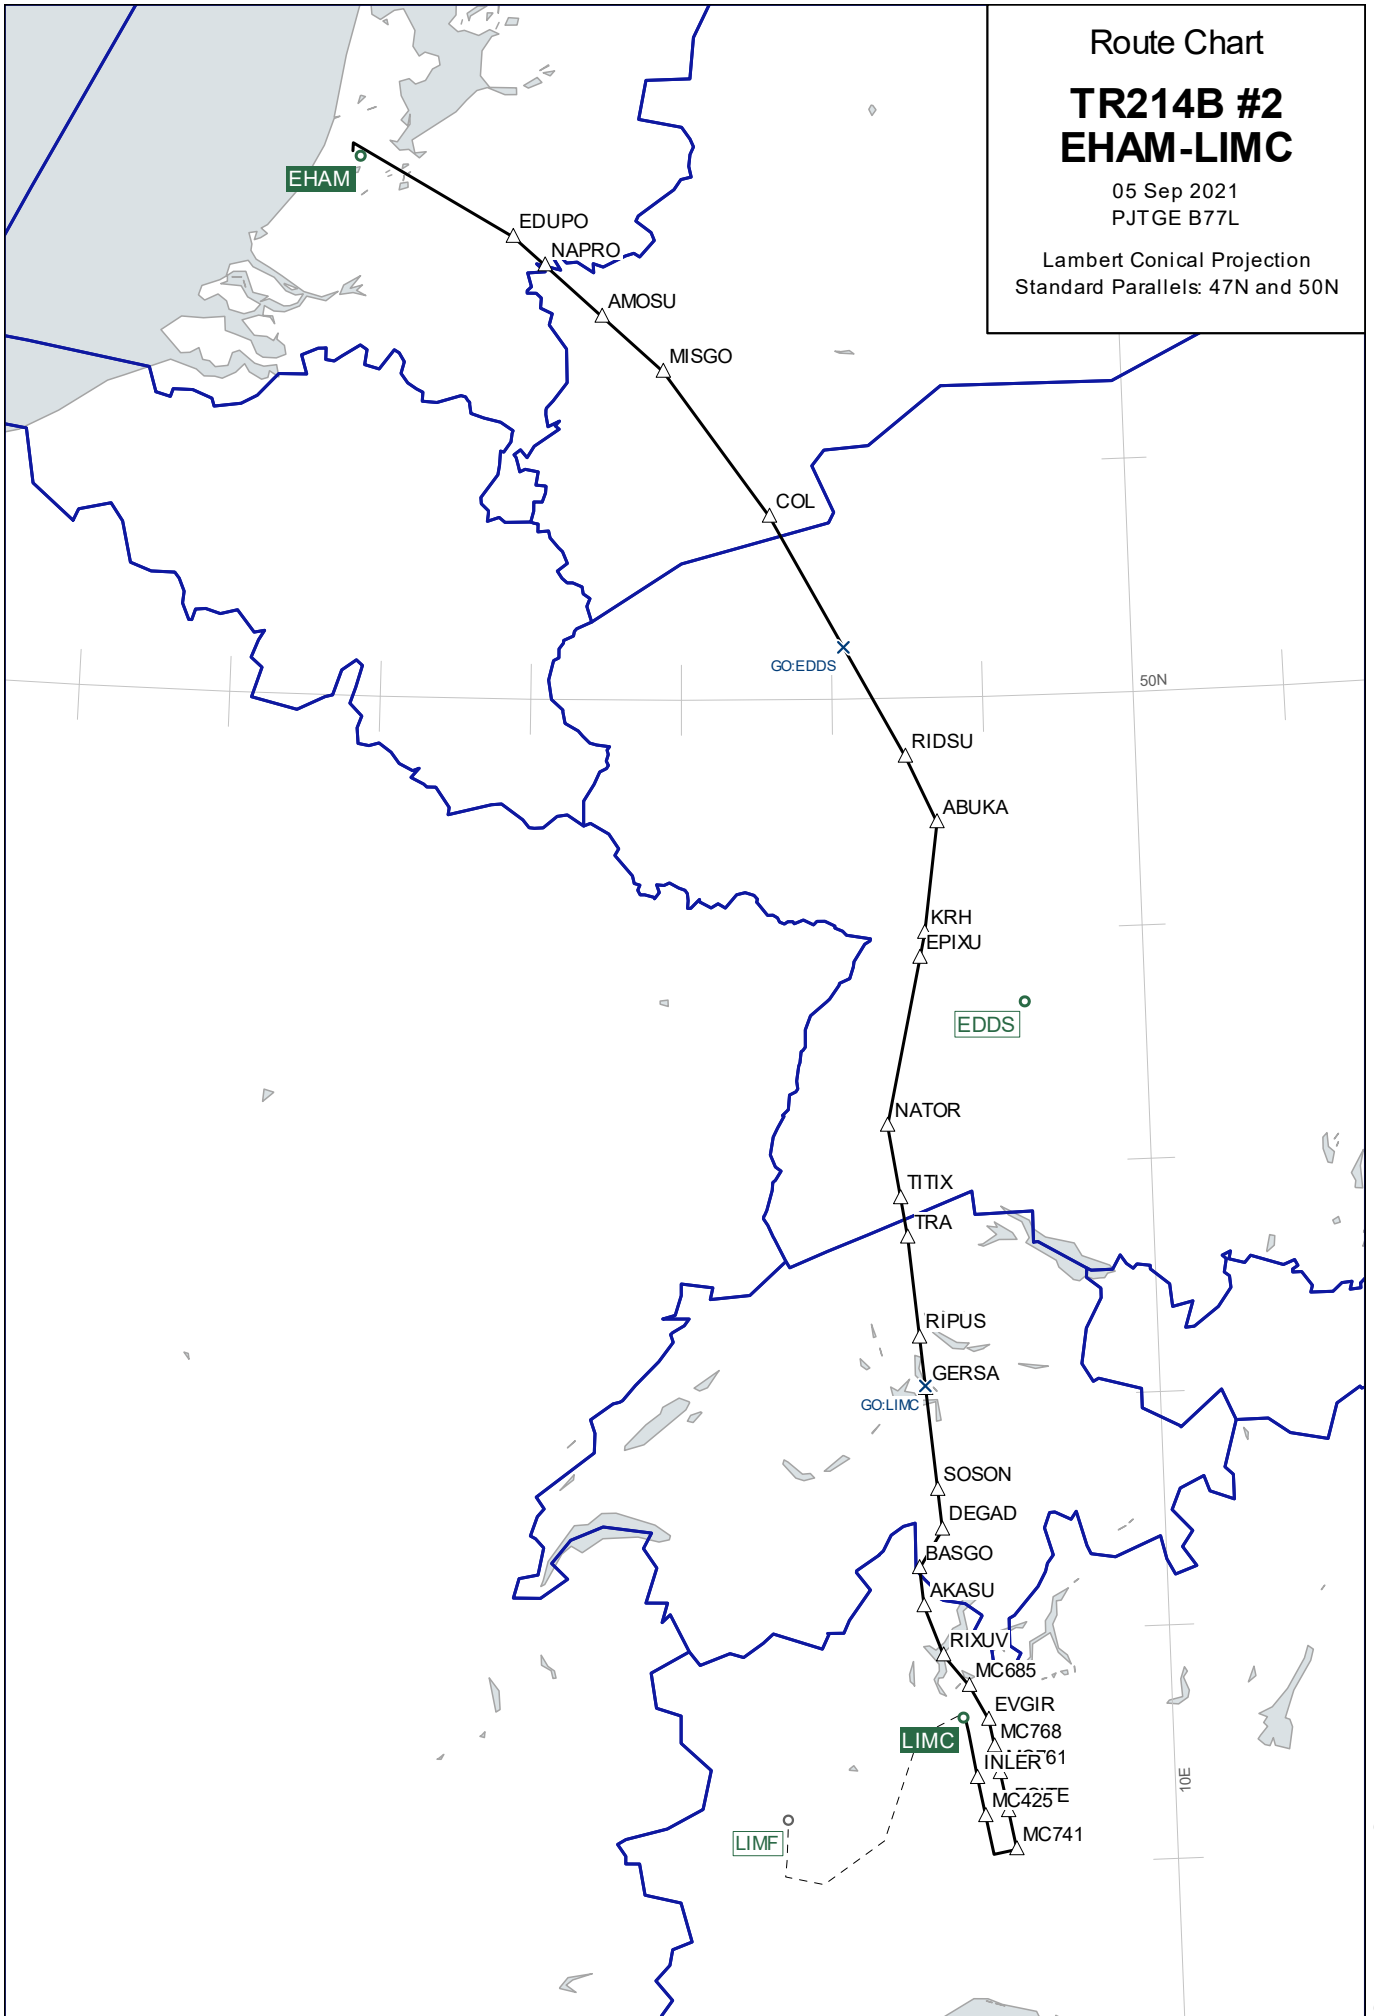 Route Chart
TR214B #2
EHAM-LIMC
05 Sep 2021
PJTGE B77L
Lambert Conical Projection
Standard Parallels: 47N and 50N
EHAM
EDUPO
NAPRO
AMOSU
MISGO
COL
GO:EDDS
50N
RIDSU
ABUKA
KRH
EPIXU
EDDS
NATOR
TITIX
TRA
RIPUS
GERSA
GO:LIMC
SOSON
DEGAD
BASGO
AKASU
RIXUV
MC685
EVGIR
MC768
LIMC
INLER
MC425
10E
MC741
LIMF